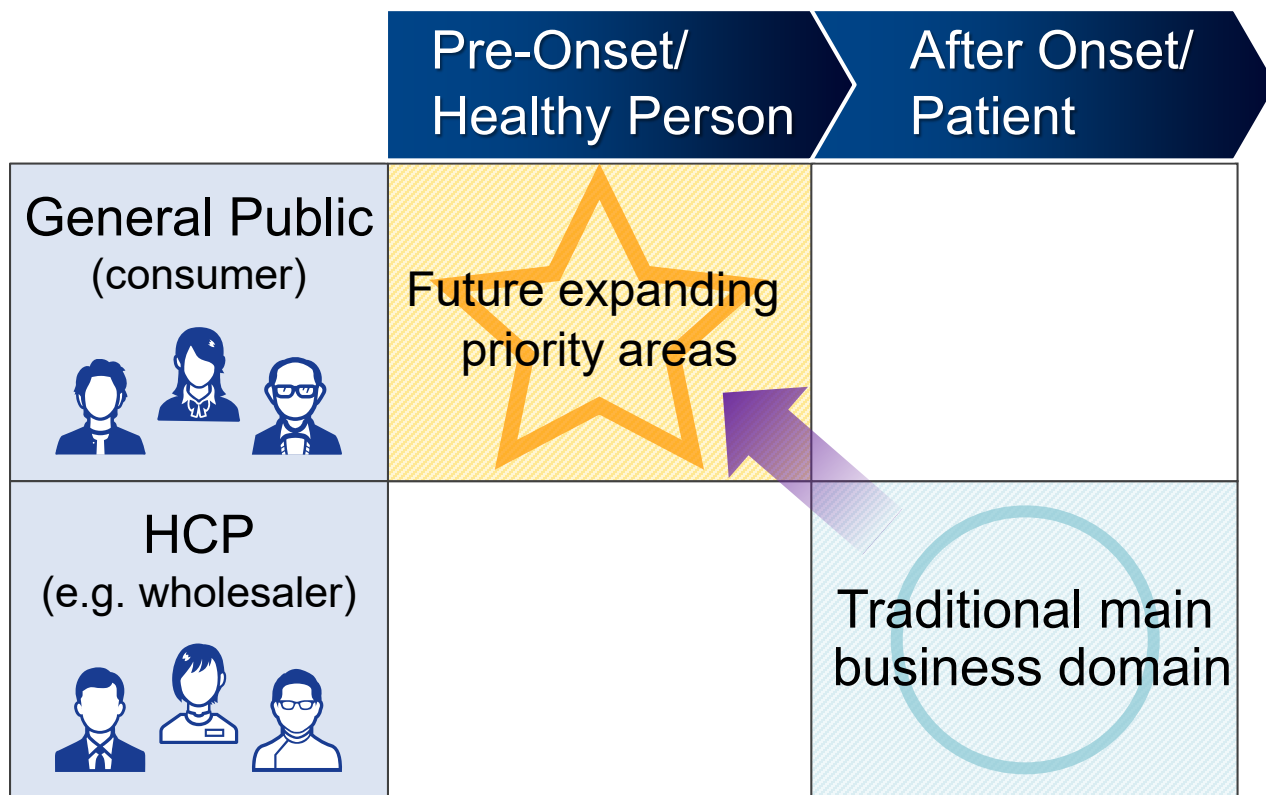 Pre-Onset/
Healthy Person
After Onset/
Patient
General Public
(consumer)
Future expanding
priority areas
HCP
(e.g. wholesaler)
Traditional main
business domain